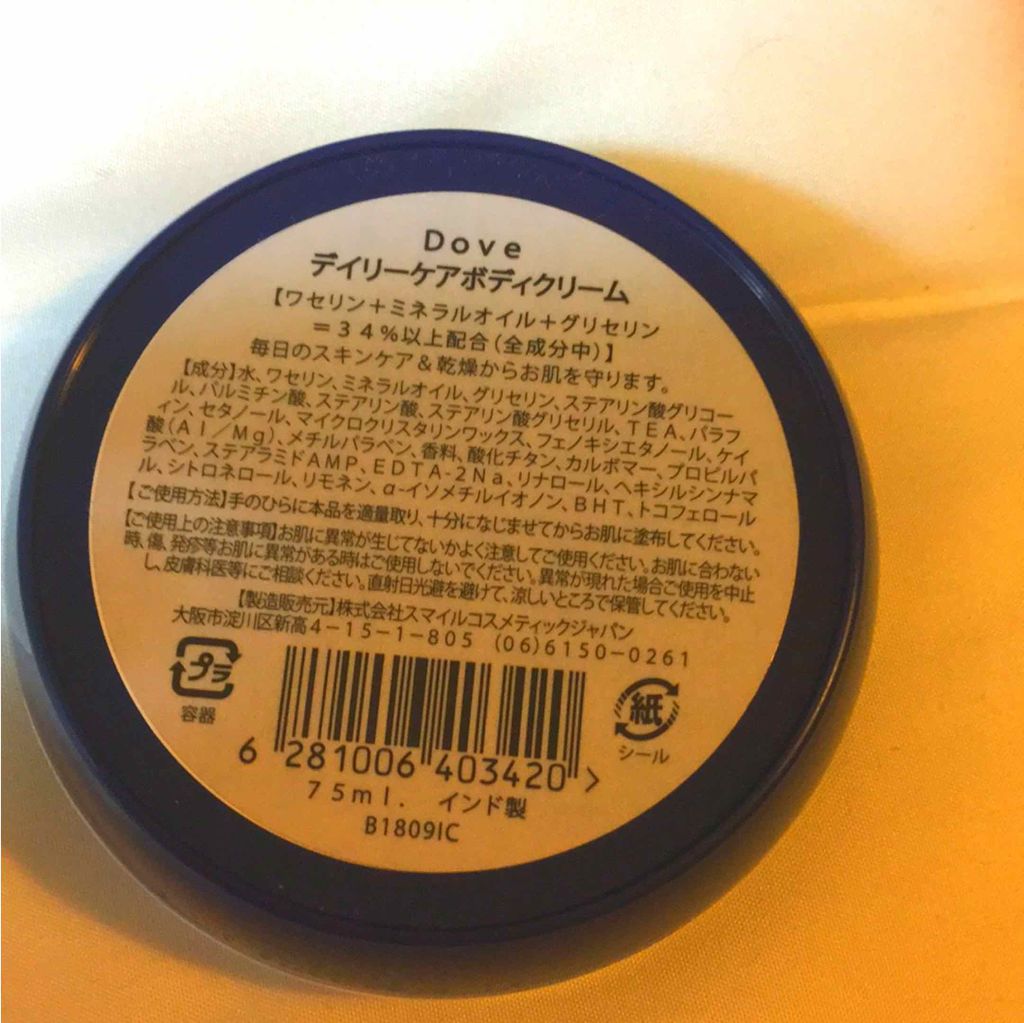 Dove
デイリーケアボディクリーム
【ワセリン＋ミネラルオイル＋グリセリン
＝34％以上配合（全成分中）】
毎日のスキンケア＆乾燥からお肌を守ります。
【成分】水、ワセリン、ミネラルオイル、グリセリン、ステアリン酸グリコー
ル、パルミチン酸、ステアリン酸、ステアリン酸グリセリル、TEA、パラフ
ィン、セタノール、マイクロクリスタリンワックス、フェノキシエタノール、ケイ
酸（Al／Mg）、メチルパラベン、香料、酸化チタン、カルボマー、プロピルパ
ラベン、ステアラミドAMP、EDTA-2Na、リナロール、ヘキシルシンナマ
ル、シトロネロール、リモネン、α-イソメチルイオノン、BHT、トコフェロール
【ご使用方法】手のひらに本品を適量取り、十分になじませてからお肌に塗布してください。
【ご使用上の注意事項】お肌に異常が生じてないかよく注意してご使用ください。お肌に合わない
時、傷、発疹等お肌に異常がある時はご使用しないでください。異常が現れた場合ご使用を中止
し、皮膚科医等にご相談ください。直射日光避を避けて、涼しいところで保管してください。
【製造販売元】株式会社スマイルコスメティックジャパン
大阪市淀川区新高4-15-1-805 (06)6150-0261
プラ
容器
紙
シール
6 281006 403420 >
75ml. インド製
B1809IC